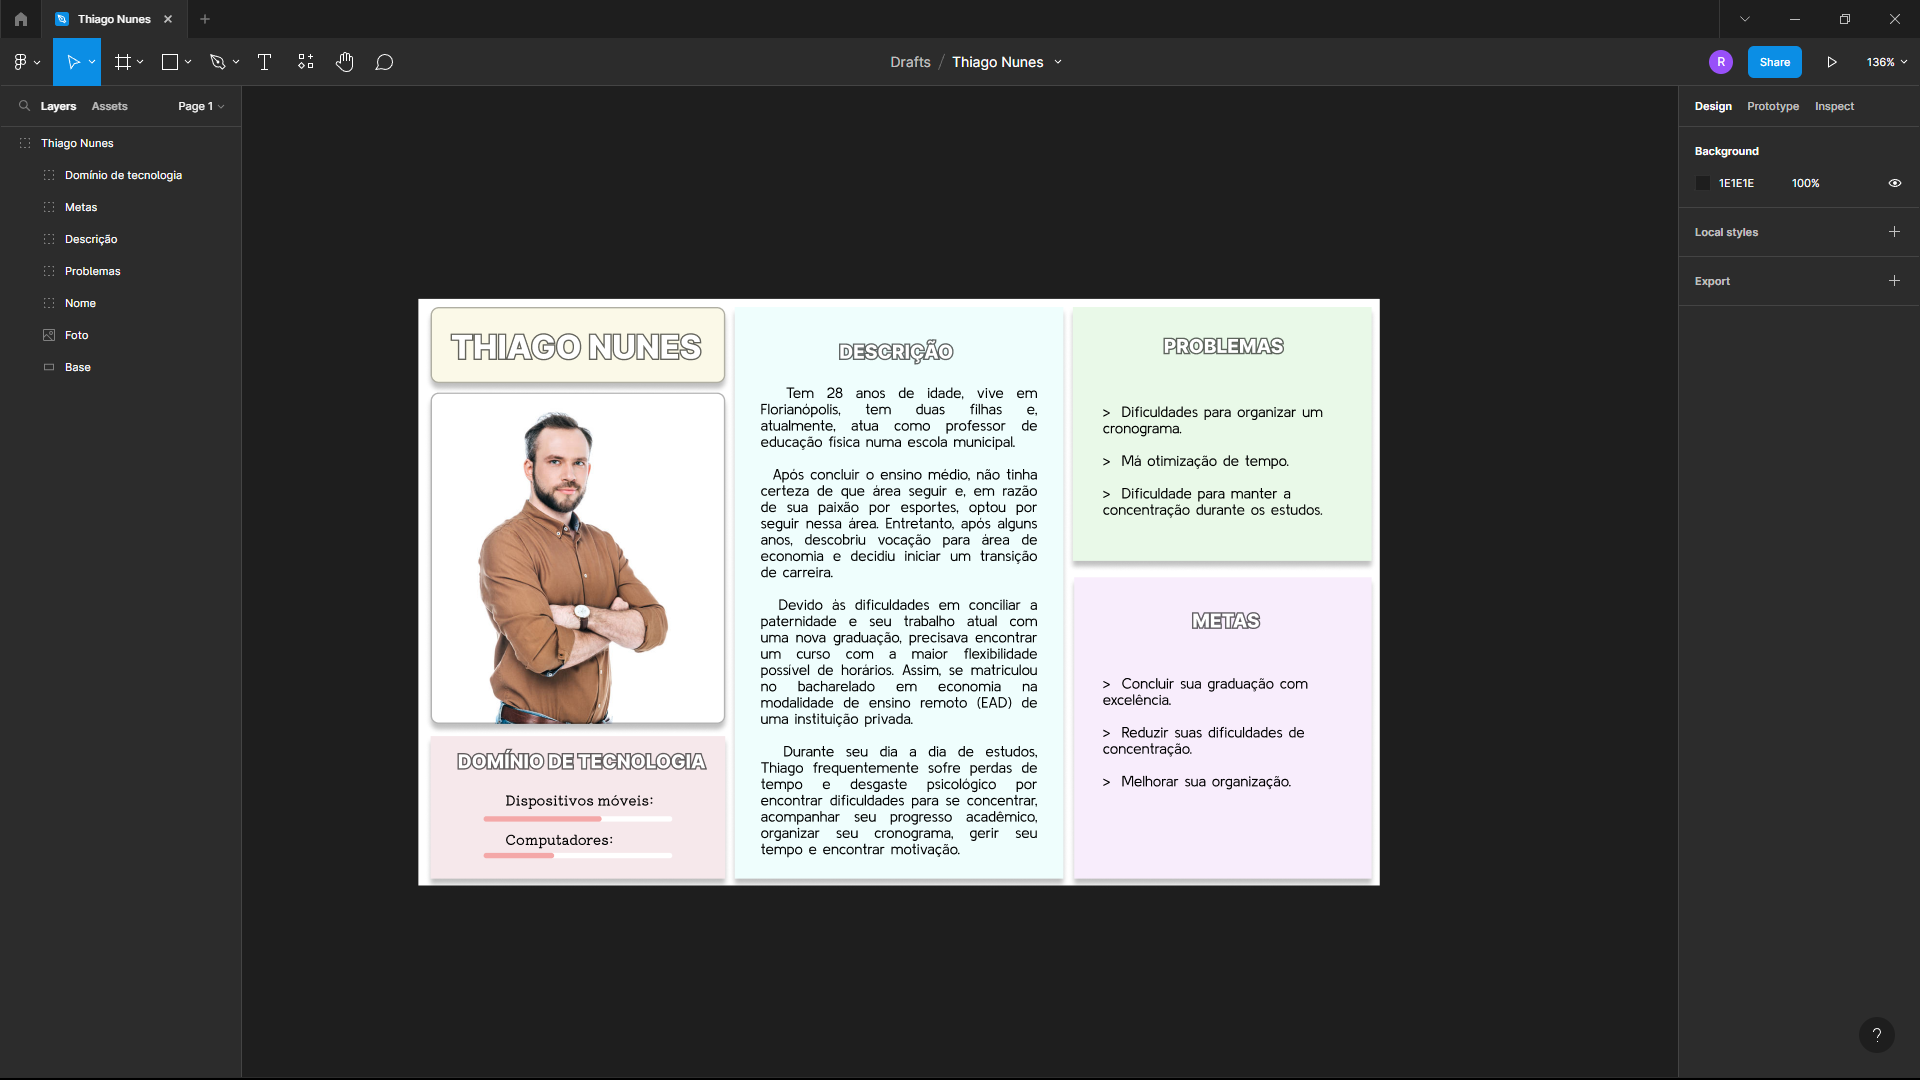 Thiago Nunes
Drafts / Thiago Nunes
R
Share
136%
Layers
Assets
Page 1
Thiago Nunes
Domínio de tecnologia
Metas
Descrição
Problemas
Nome
Foto
Base
THIAGO NUNES
DOMÍNIO DE TECNOLOGIA
Dispositivos móveis:
Computadores:
DESCRIÇÃO
Tem 28 anos de idade, vive em
Florianópolis, tem duas filhas e,
atualmente, atua como professor de
educação física numa escola municipal.
Após concluir o ensino médio, não tinha
certeza de que área seguir e, em razão
de sua paixão por esportes, optou por
seguir nessa área. Entretanto, após alguns
anos, descobriu vocação para área de
economia e decidiu iniciar um transição
de carreira.
Devido às dificuldades em conciliar a
paternidade e seu trabalho atual com
uma nova graduação, precisava encontrar
um curso com a maior flexibilidade
possível de horários. Assim, se matriculou
no bacharelado em economia na
modalidade de ensino remoto (EAD) de
uma instituição privada.
Durante seu dia a dia de estudos,
Thiago frequentemente sofre perdas de
tempo e desgaste psicológico por
encontrar dificuldades para se concentrar,
acompanhar seu progresso acadêmico,
organizar seu cronograma, gerir seu
tempo e encontrar motivação.
PROBLEMAS
> Dificuldades para organizar um
cronograma.
> Má otimização de tempo.
> Dificuldade para manter a
concentração durante os estudos.
METAS
> Concluir sua graduação com
excelência.
> Reduzir suas dificuldades de
concentração.
> Melhorar sua organização.
Design
Prototype
Inspect
Background
1E1E1E
100%
Local styles
Export
?